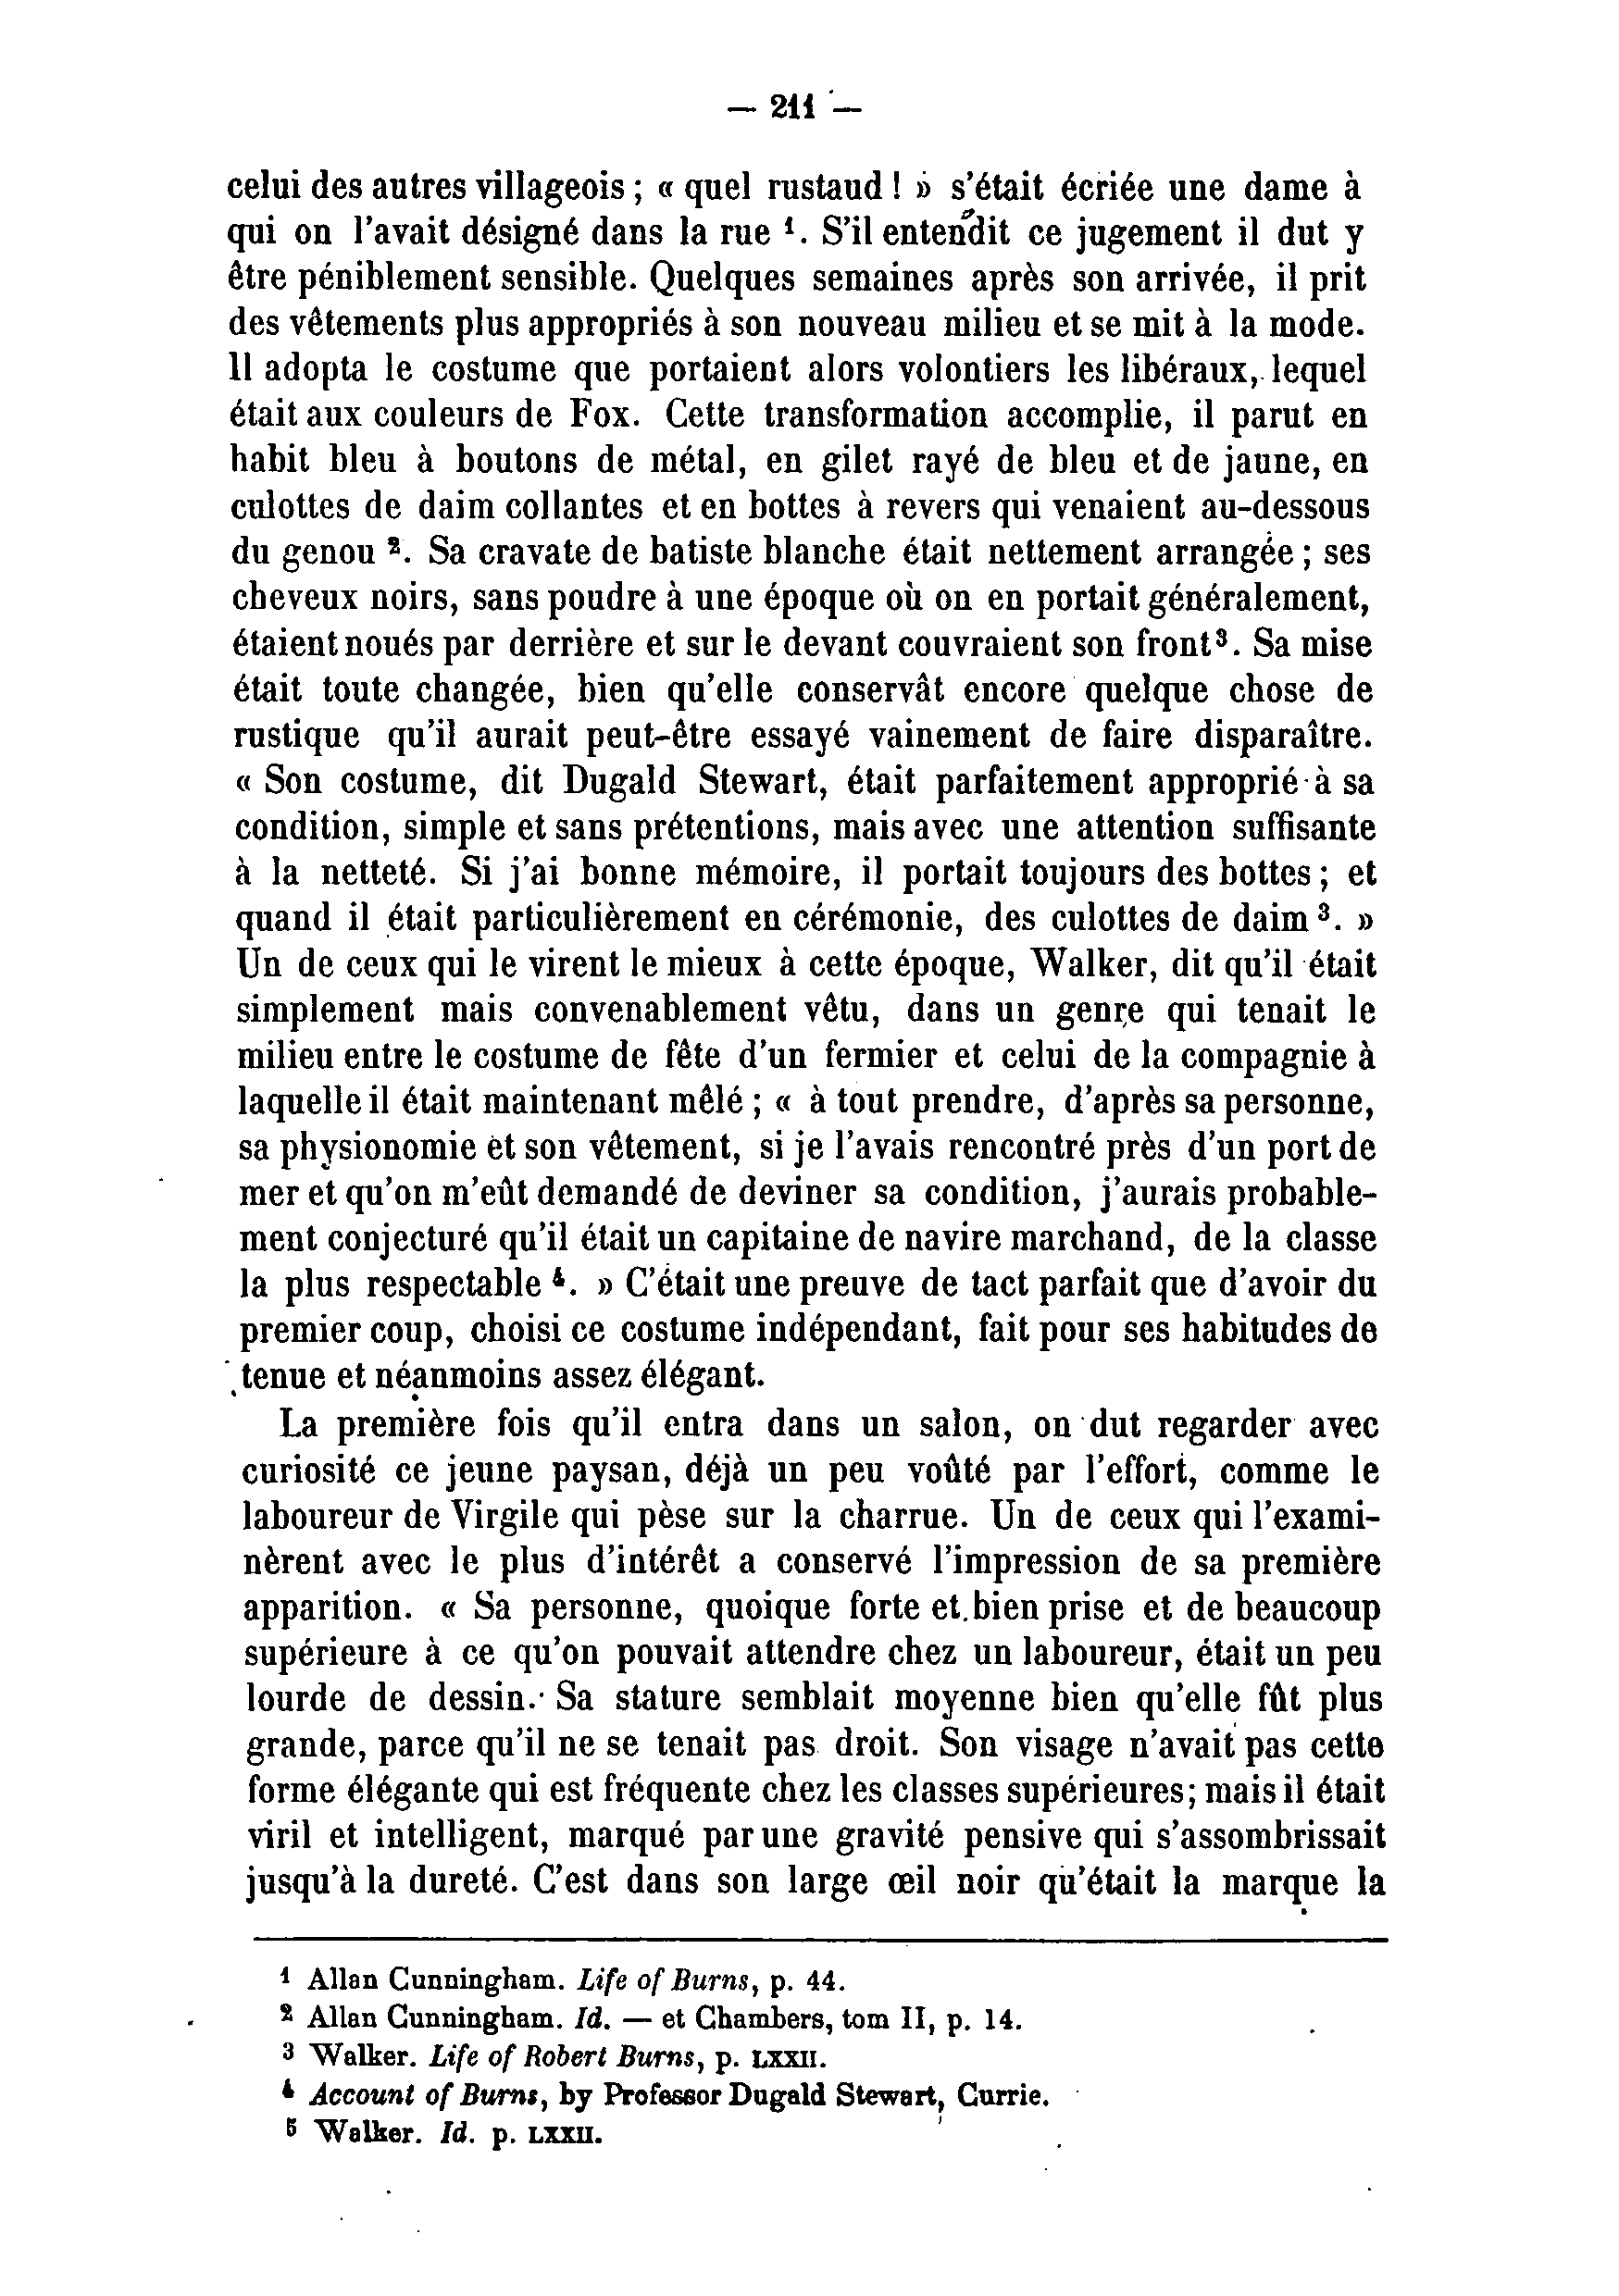 — 211 —
celui des autres villageois ; « quel rustaud ! » s'était écriée une dame à
qui on l'avait désigné dans la rue ¹. S'il entendit ce jugement il dut y
être péniblement sensible. Quelques semaines après son arrivée, il prit
des vêtements plus appropriés à son nouveau milieu et se mit à la mode.
Il adopta le costume que portaient alors volontiers les libéraux, lequel
était aux couleurs de Fox. Cette transformation accomplie, il parut en
habit bleu à boutons de métal, en gilet rayé de bleu et de jaune, en
culottes de daim collantes et en bottes à revers qui venaient au-dessous
du genou ². Sa cravate de batiste blanche était nettement arrangée ; ses
cheveux noirs, sans poudre à une époque où on en portait généralement,
étaient noués par derrière et sur le devant couvraient son front³. Sa mise
était toute changée, bien qu'elle conservât encore quelque chose de
rustique qu'il aurait peut-être essayé vainement de faire disparaître.
« Son costume, dit Dugald Stewart, était parfaitement approprié à sa
condition, simple et sans prétentions, mais avec une attention suffisante
à la netteté. Si j'ai bonne mémoire, il portait toujours des bottes ; et
quand il était particulièrement en cérémonie, des culottes de daim ³. »
Un de ceux qui le virent le mieux à cette époque, Walker, dit qu'il était
simplement mais convenablement vêtu, dans un genre qui tenait le
milieu entre le costume de fête d'un fermier et celui de la compagnie à
laquelle il était maintenant mêlé ; « à tout prendre, d'après sa personne,
sa physionomie et son vêtement, si je l'avais rencontré près d'un port de
mer et qu'on m'eût demandé de deviner sa condition, j'aurais probable-
ment conjecturé qu'il était un capitaine de navire marchand, de la classe
la plus respectable ⁴. » C'était une preuve de tact parfait que d'avoir du
premier coup, choisi ce costume indépendant, fait pour ses habitudes de
tenue et néanmoins assez élégant.
La première fois qu'il entra dans un salon, on dut regarder avec
curiosité ce jeune paysan, déjà un peu voûté par l'effort, comme le
laboureur de Virgile qui pèse sur la charrue. Un de ceux qui l'exami-
nèrent avec le plus d'intérêt a conservé l'impression de sa première
apparition. « Sa personne, quoique forte et bien prise et de beaucoup
supérieure à ce qu'on pouvait attendre chez un laboureur, était un peu
lourde de dessin. Sa stature semblait moyenne bien qu'elle fût plus
grande, parce qu'il ne se tenait pas droit. Son visage n'avait pas cette
forme élégante qui est fréquente chez les classes supérieures; mais il était
viril et intelligent, marqué par une gravité pensive qui s'assombrissait
jusqu'à la dureté. C'est dans son large œil noir qu'était la marque la
¹ Allan Cunningham. Life of Burns, p. 44.
² Allan Cunningham. Id. — et Chambers, tom II, p. 14.
³ Walker. Life of Robert Burns, p. LXXII.
⁴ Account of Burns, by Professor Dugald Stewart, Currie.
⁵ Walker. Id. p. LXXII.